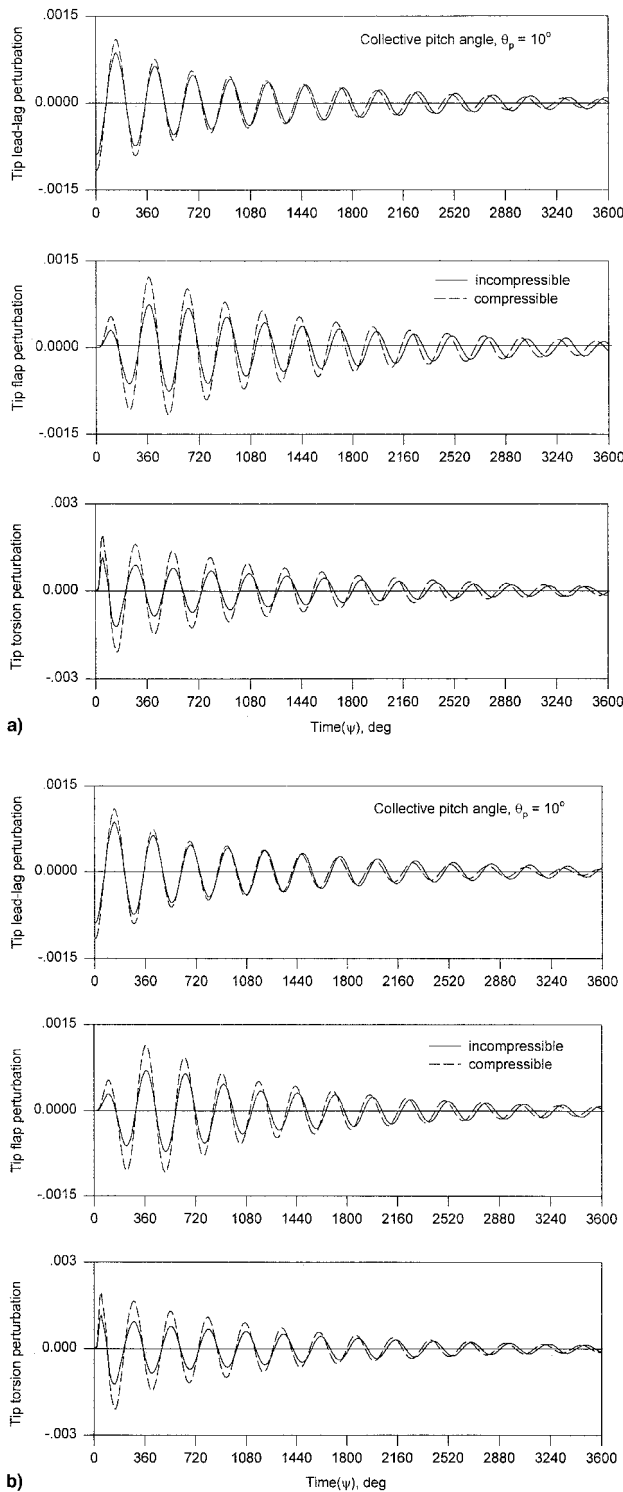 .0015
Collective pitch angle, θp = 10°
Tip lead-lag perturbation
0.0000
-.0015
0 360 720 1080 1440 1800 2160 2520 2880 3240 3600
.0015
incompressible
compressible
Tip flap perturbation
0.0000
-.0015
0 360 720 1080 1440 1800 2160 2520 2880 3240 3600
.003
Tip torsion perturbation
0.000
-.003
0 360 720 1080 1440 1800 2160 2520 2880 3240 3600
a)
Time(ψ), deg
.0015
Collective pitch angle, θp = 10°
Tip lead-lag perturbation
0.0000
-.0015
0 360 720 1080 1440 1800 2160 2520 2880 3240 3600
.0015
incompressible
compressible
Tip flap perturbation
0.0000
-.0015
0 360 720 1080 1440 1800 2160 2520 2880 3240 3600
.003
Tip torsion perturbation
0.000
-.003
0 360 720 1080 1440 1800 2160 2520 2880 3240 3600
b)
Time(ψ), deg